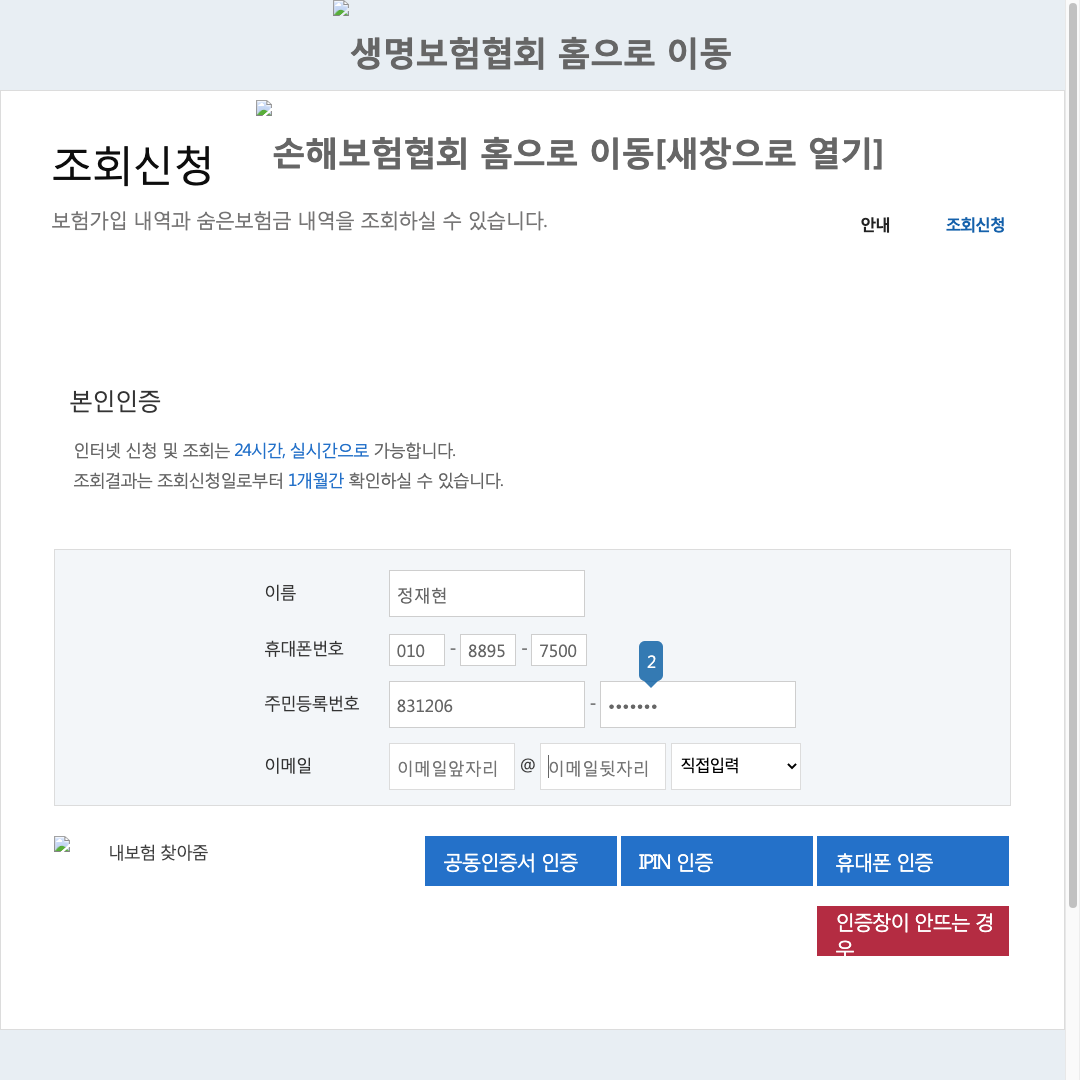 생명보험협회 홈으로 이동
손해보험협회 홈으로 이동[새창으로 열기]
조회신청
보험가입 내역과 숨은보험금 내역을 조회하실 수 있습니다.
안내 조회신청
본인인증
인터넷 신청 및 조회는 24시간, 실시간으로 가능합니다.
조회결과는 조회신청일로부터 1개월간 확인하실 수 있습니다.
이름 정재현
휴대폰번호 010 - 8895 - 7500
2
주민등록번호 831206 - •••••••
이메일 이메일앞자리 @ 이메일뒷자리 직접입력
내보험 찾아줌
공동인증서 인증 IPIN 인증 휴대폰 인증
인증창이 안뜨는 경
우